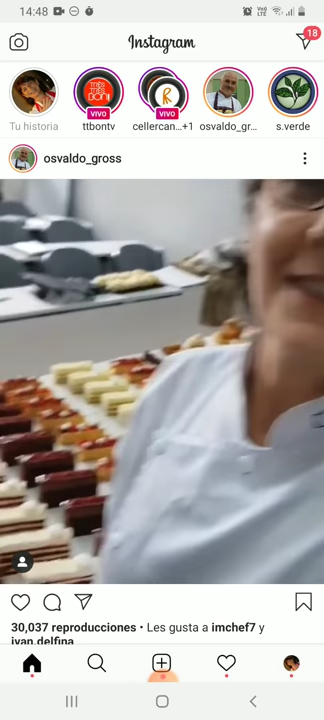 14:48
18
Instagram
VIVO
VIVO
Tu historia ttbontv cellercan...+1 osvaldo_gr... s.verde
osvaldo_gross
30,037 reproducciones • Les gusta a imchef7 y
ivan.delfina